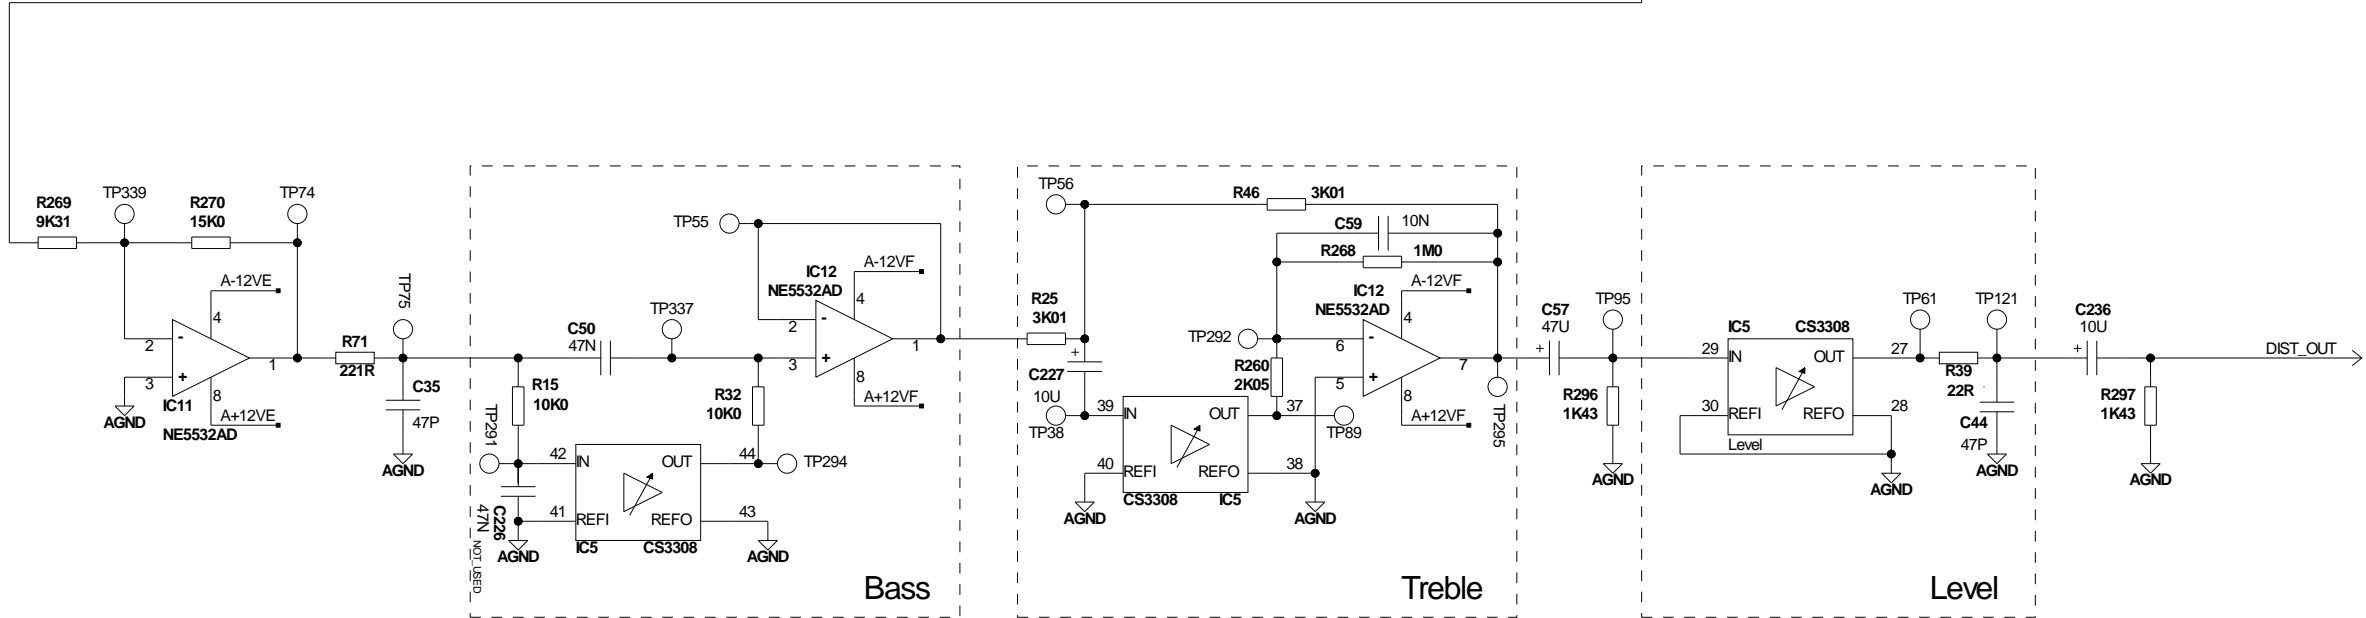 R269
9K31
TP339
R270
15K0
TP74
A-12VE
4
-
2
1
+
3
8
IC11
A+12VE
NE5532AD
AGND
R71
221R
TP75
C35
47P
AGND
R15
10K0
TP291
C50
47N
TP337
R32
10K0
TP55
IC12
NE5532AD
A-12VF
4
-
2
1
+
3
8
A+12VF
42
IN
OUT
44
TP294
41
REFI
REFO
43
IC5
CS3308
C226
47N
NOT_USED
AGND
AGND
Bass
TP56
R46
3K01
C59
10N
R268
1M0
R25
3K01
+
C227
10U
TP38
TP292
R260
2K05
IC12
NE5532AD
A-12VF
4
-
6
7
+
5
8
A+12VF
39
IN
OUT
37
TP89
40
REFI
REFO
38
CS3308
IC5
AGND
AGND
TP295
Treble
C57
47U
+
TP95
R296
1K43
AGND
IC5
CS3308
29
IN
OUT
27
30
REFI
REFO
28
Level
AGND
TP61
TP121
R39
22R
C44
47P
AGND
Level
C236
10U
+
R297
1K43
AGND
DIST_OUT